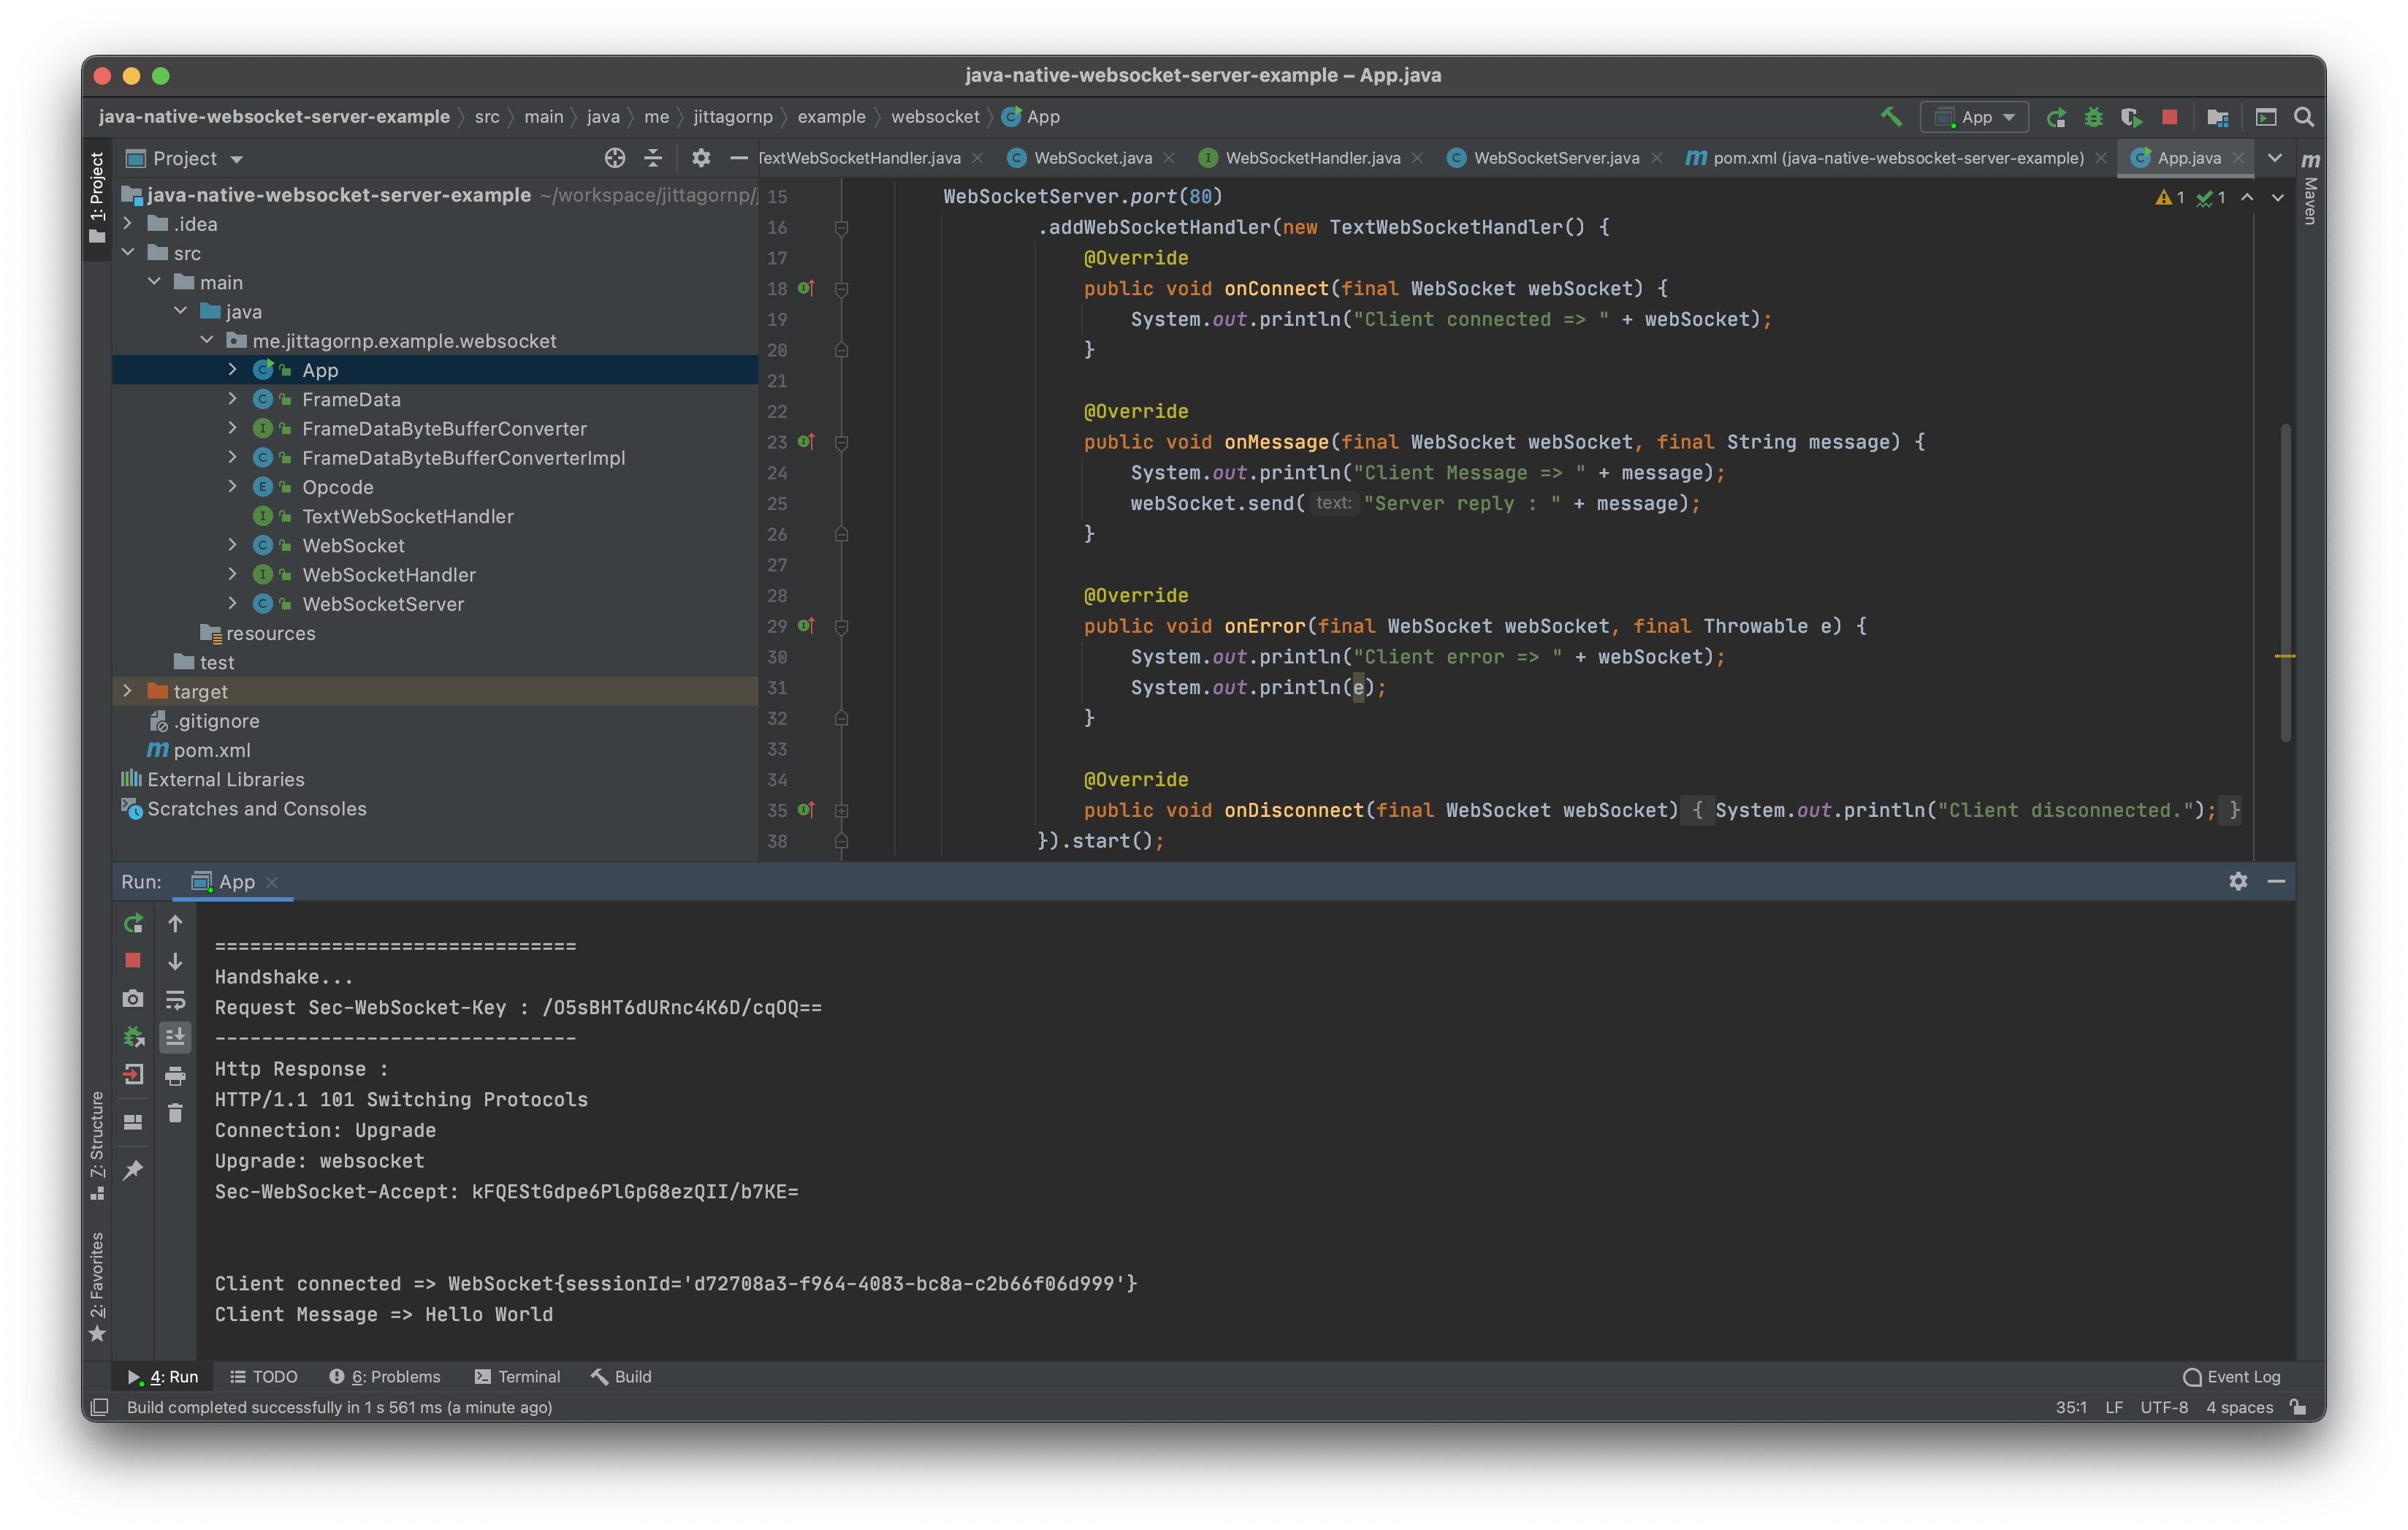 java-native-websocket-server-example – App.java
java-native-websocket-server-example src main java me jittagornp example websocket App
App
1: Project
Project
TextWebSocketHandler.java WebSocket.java WebSocketHandler.java WebSocketServer.java pom.xml (java-native-websocket-server-example) App.java
Maven
java-native-websocket-server-example ~/workspace/jittagornp/j
.idea
src
main
java
me.jittagornp.example.websocket
App
FrameData
FrameDataByteBufferConverter
FrameDataByteBufferConverterImpl
Opcode
TextWebSocketHandler
WebSocket
WebSocketHandler
WebSocketServer
resources
test
target
.gitignore
pom.xml
External Libraries
Scratches and Consoles
1 1
15 WebSocketServer.port(80)
16 .addWebSocketHandler(new TextWebSocketHandler() {
17 @Override
18 public void onConnect(final WebSocket webSocket) {
19 System.out.println("Client connected => " + webSocket);
20 }
21
22 @Override
23 public void onMessage(final WebSocket webSocket, final String message) {
24 System.out.println("Client Message => " + message);
25 webSocket.send( text: "Server reply : " + message);
26 }
27
28 @Override
29 public void onError(final WebSocket webSocket, final Throwable e) {
30 System.out.println("Client error => " + webSocket);
31 System.out.println(e);
32 }
33
34 @Override
35 public void onDisconnect(final WebSocket webSocket) { System.out.println("Client disconnected."); }
38 }).start();
Run: App
===============================
Handshake...
Request Sec-WebSocket-Key : /O5sBHT6dURnc4K6D/cqOQ==
-------------------------------
Http Response :
HTTP/1.1 101 Switching Protocols
Connection: Upgrade
Upgrade: websocket
Sec-WebSocket-Accept: kFQEStGdpe6PlGpG8ezQII/b7KE=
Client connected => WebSocket{sessionId='d72708a3-f964-4083-bc8a-c2b66f06d999'}
Client Message => Hello World
7: Structure
2: Favorites
4: Run TODO 6: Problems Terminal Build Event Log
Build completed successfully in 1 s 561 ms (a minute ago) 35:1 LF UTF-8 4 spaces